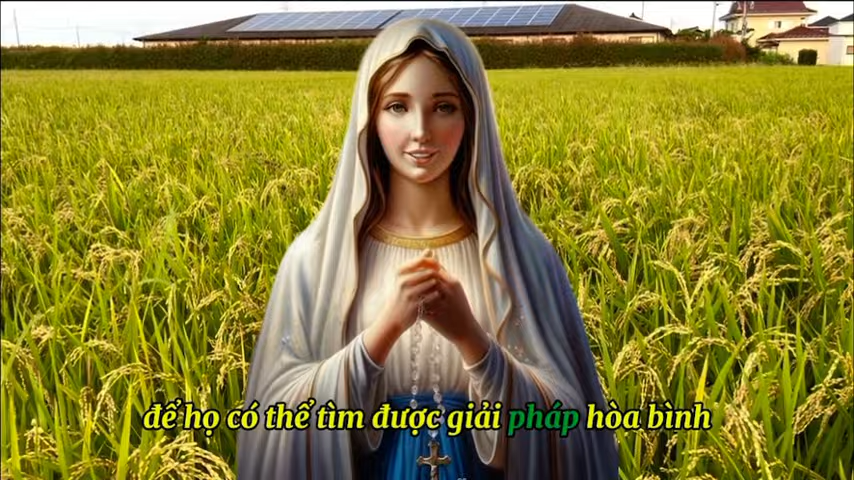 để họ có thể tìm được giải pháp hòa bình